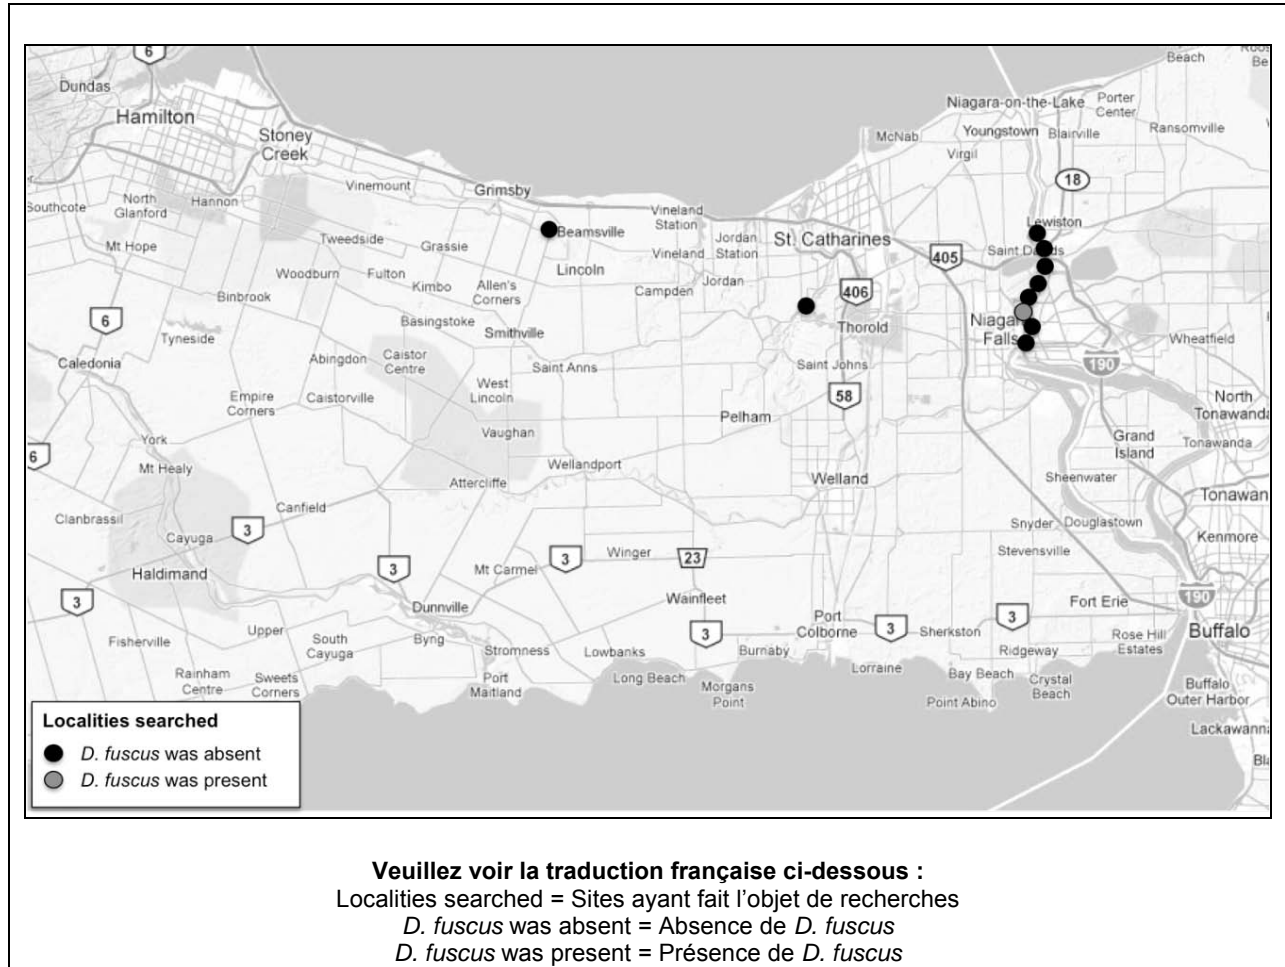 6
Beach
Dundas
Hamilton
Niagara-on-the-Lake
Porter
Center
Stoney
Creek
McNab
Youngstown
Blairville
Ransomville
Virgil
18
Vinemount
Grimsby
Southcote
North
Glanford
Hannon
Vineland
Station
Lewiston
Beamsville
Mt Hope
Tweedside
Grassie
Jordan
Station
St. Catharines
Saint Davids
405
Vineland
Woodburn
Fulton
Lincoln
Kimbo
Allen's
Corners
Campden
Jordan
406
Binbrook
6
Basingstoke
Smithville
Thorold
Niagara
Falls
Tyneside
Wheatfield
Caledonia
Abingdon
Caistor
Centre
Saint Anns
Saint Johns
190
Empire
Corners
Caistorville
West
Lincoln
58
North
Tonawanda
Pelham
York
Vaughan
Grand
Island
Tonawanda
6
Mt Healy
Wellandport
Attercliffe
Welland
Sheenwater
Clanbrassil
Canfield
Tonawan
Cayuga
3
Snyder
Douglastown
Kenmore
Winger
Stevensville
3
23
3
Mt Carmel
Haldimand
Wainfleet
190
3
Dunnville
Fort Erie
Port
Colborne
3
3
3
Fisherville
Upper
South
Cayuga
Byng
Sherkston
Rose Hill
Estates
Buffalo
Stromness
Lowbanks
Burnaby
Ridgeway
Rainham
Centre
Sweets
Corners
Port
Maitland
Long Beach
Morgans
Point
Lorraine
Bay Beach
Crystal
Beach
Point Abino
Buffalo
Outer Harbor
Lackawanna
Localities searched
D. fuscus was absent
D. fuscus was present
Veuillez voir la traduction française ci-dessous :
Localities searched = Sites ayant fait l’objet de recherches
D. fuscus was absent = Absence de D. fuscus
D. fuscus was present = Présence de D. fuscus